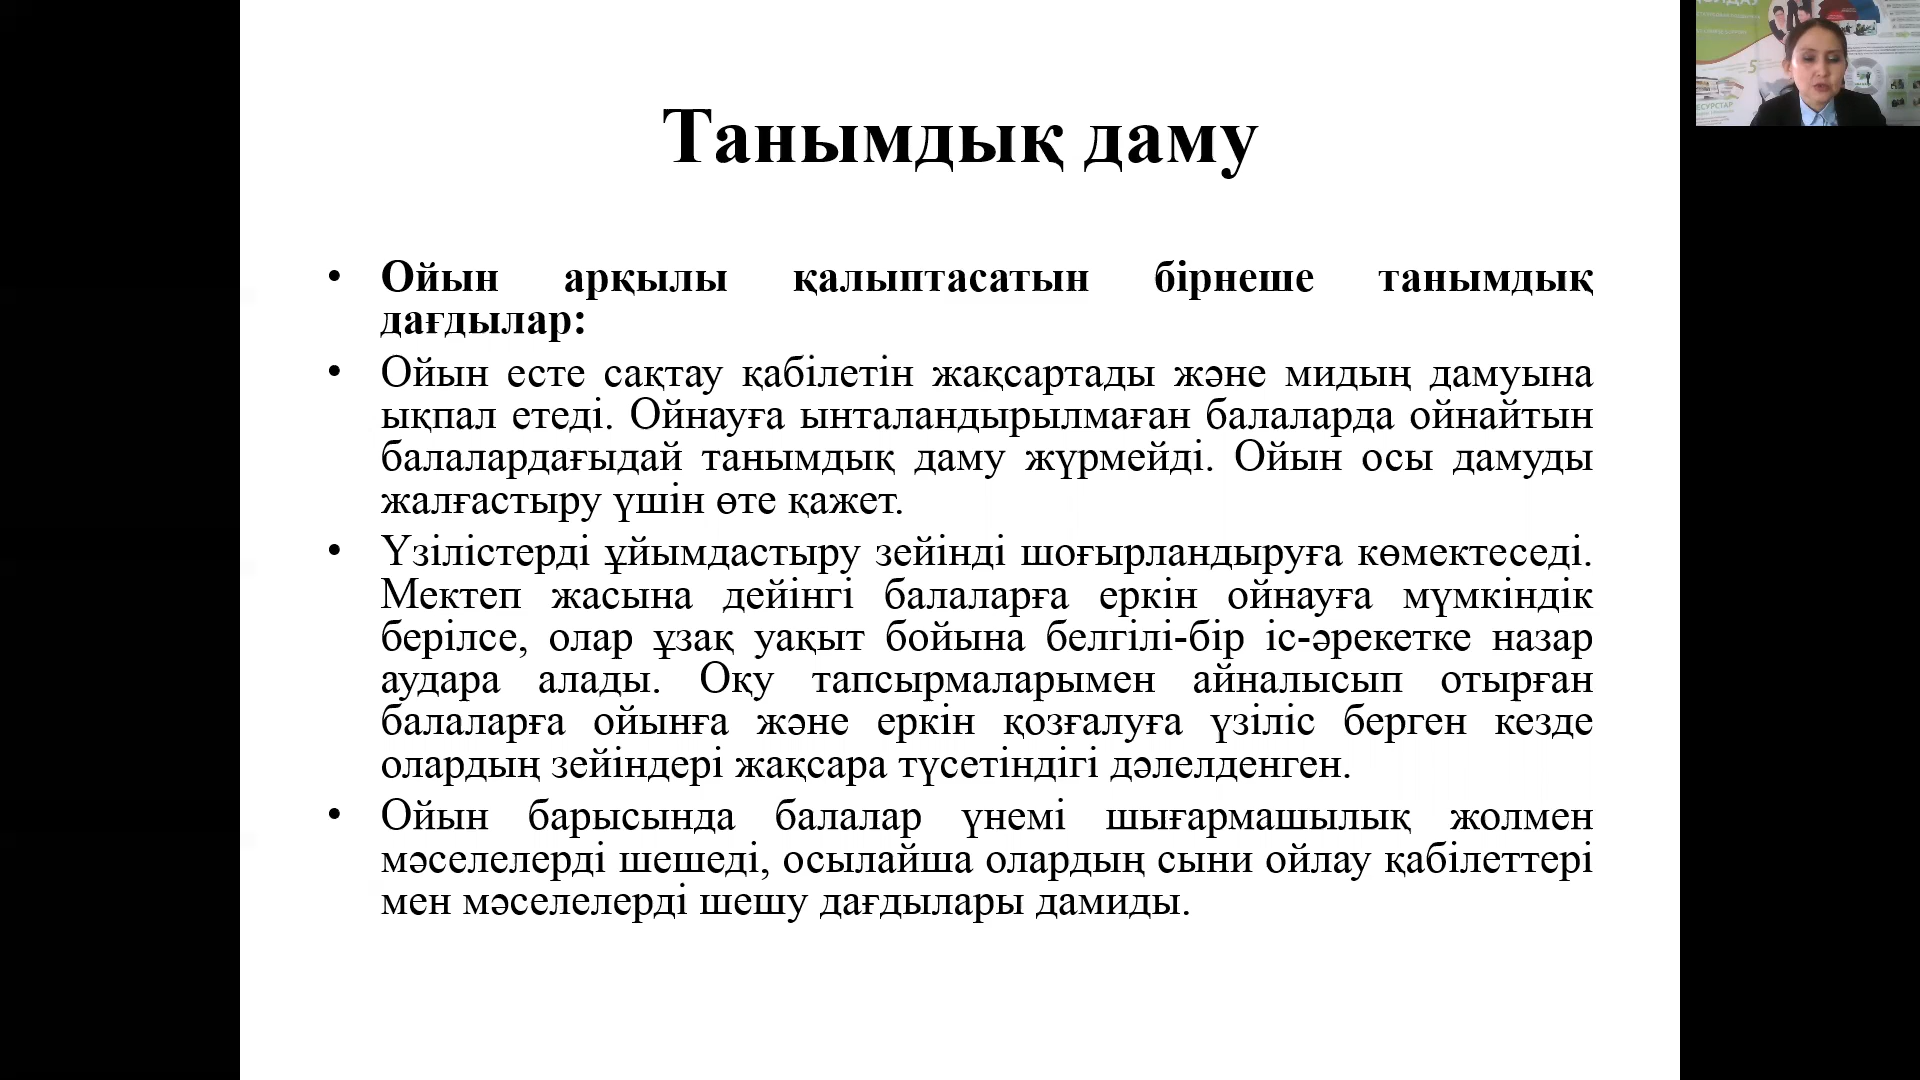 Танымдық даму
• Ойын арқылы қалыптасатын бірнеше танымдық
дағдылар:
• Ойын есте сақтау қабілетін жақсартады және мидың дамуына
ықпал етеді. Ойнауға ынталандырылмаған балаларда ойнайтын
балалардағыдай танымдық даму жүрмейді. Ойын осы дамуды
жалғастыру үшін өте қажет.
• Үзілістерді ұйымдастыру зейінді шоғырландыруға көмектеседі.
Мектеп жасына дейінгі балаларға еркін ойнауға мүмкіндік
берілсе, олар ұзақ уақыт бойына белгілі-бір іс-әрекетке назар
аудара алады. Оқу тапсырмаларымен айналысып отырған
балаларға ойынға және еркін қозғалуға үзіліс берген кезде
олардың зейіндері жақсара түсетіндігі дәлелденген.
• Ойын барысында балалар үнемі шығармашылық жолмен
мәселелерді шешеді, осылайша олардың сыни ойлау қабілеттері
мен мәселелерді шешу дағдылары дамиды.
5